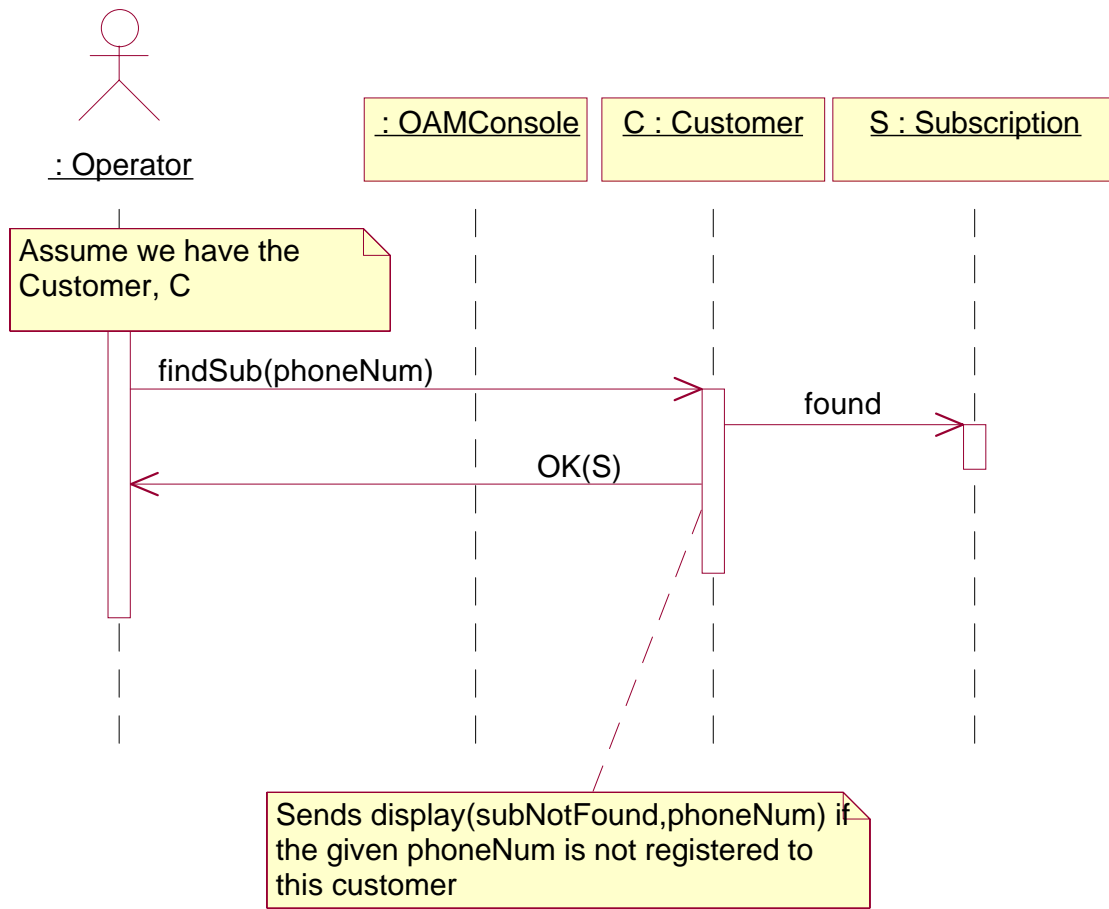 : OAMConsole
C : Customer
S : Subscription
: Operator
Assume we have the
Customer, C
findSub(phoneNum)
found
OK(S)
Sends display(subNotFound,phoneNum) if
the given phoneNum is not registered to
this customer